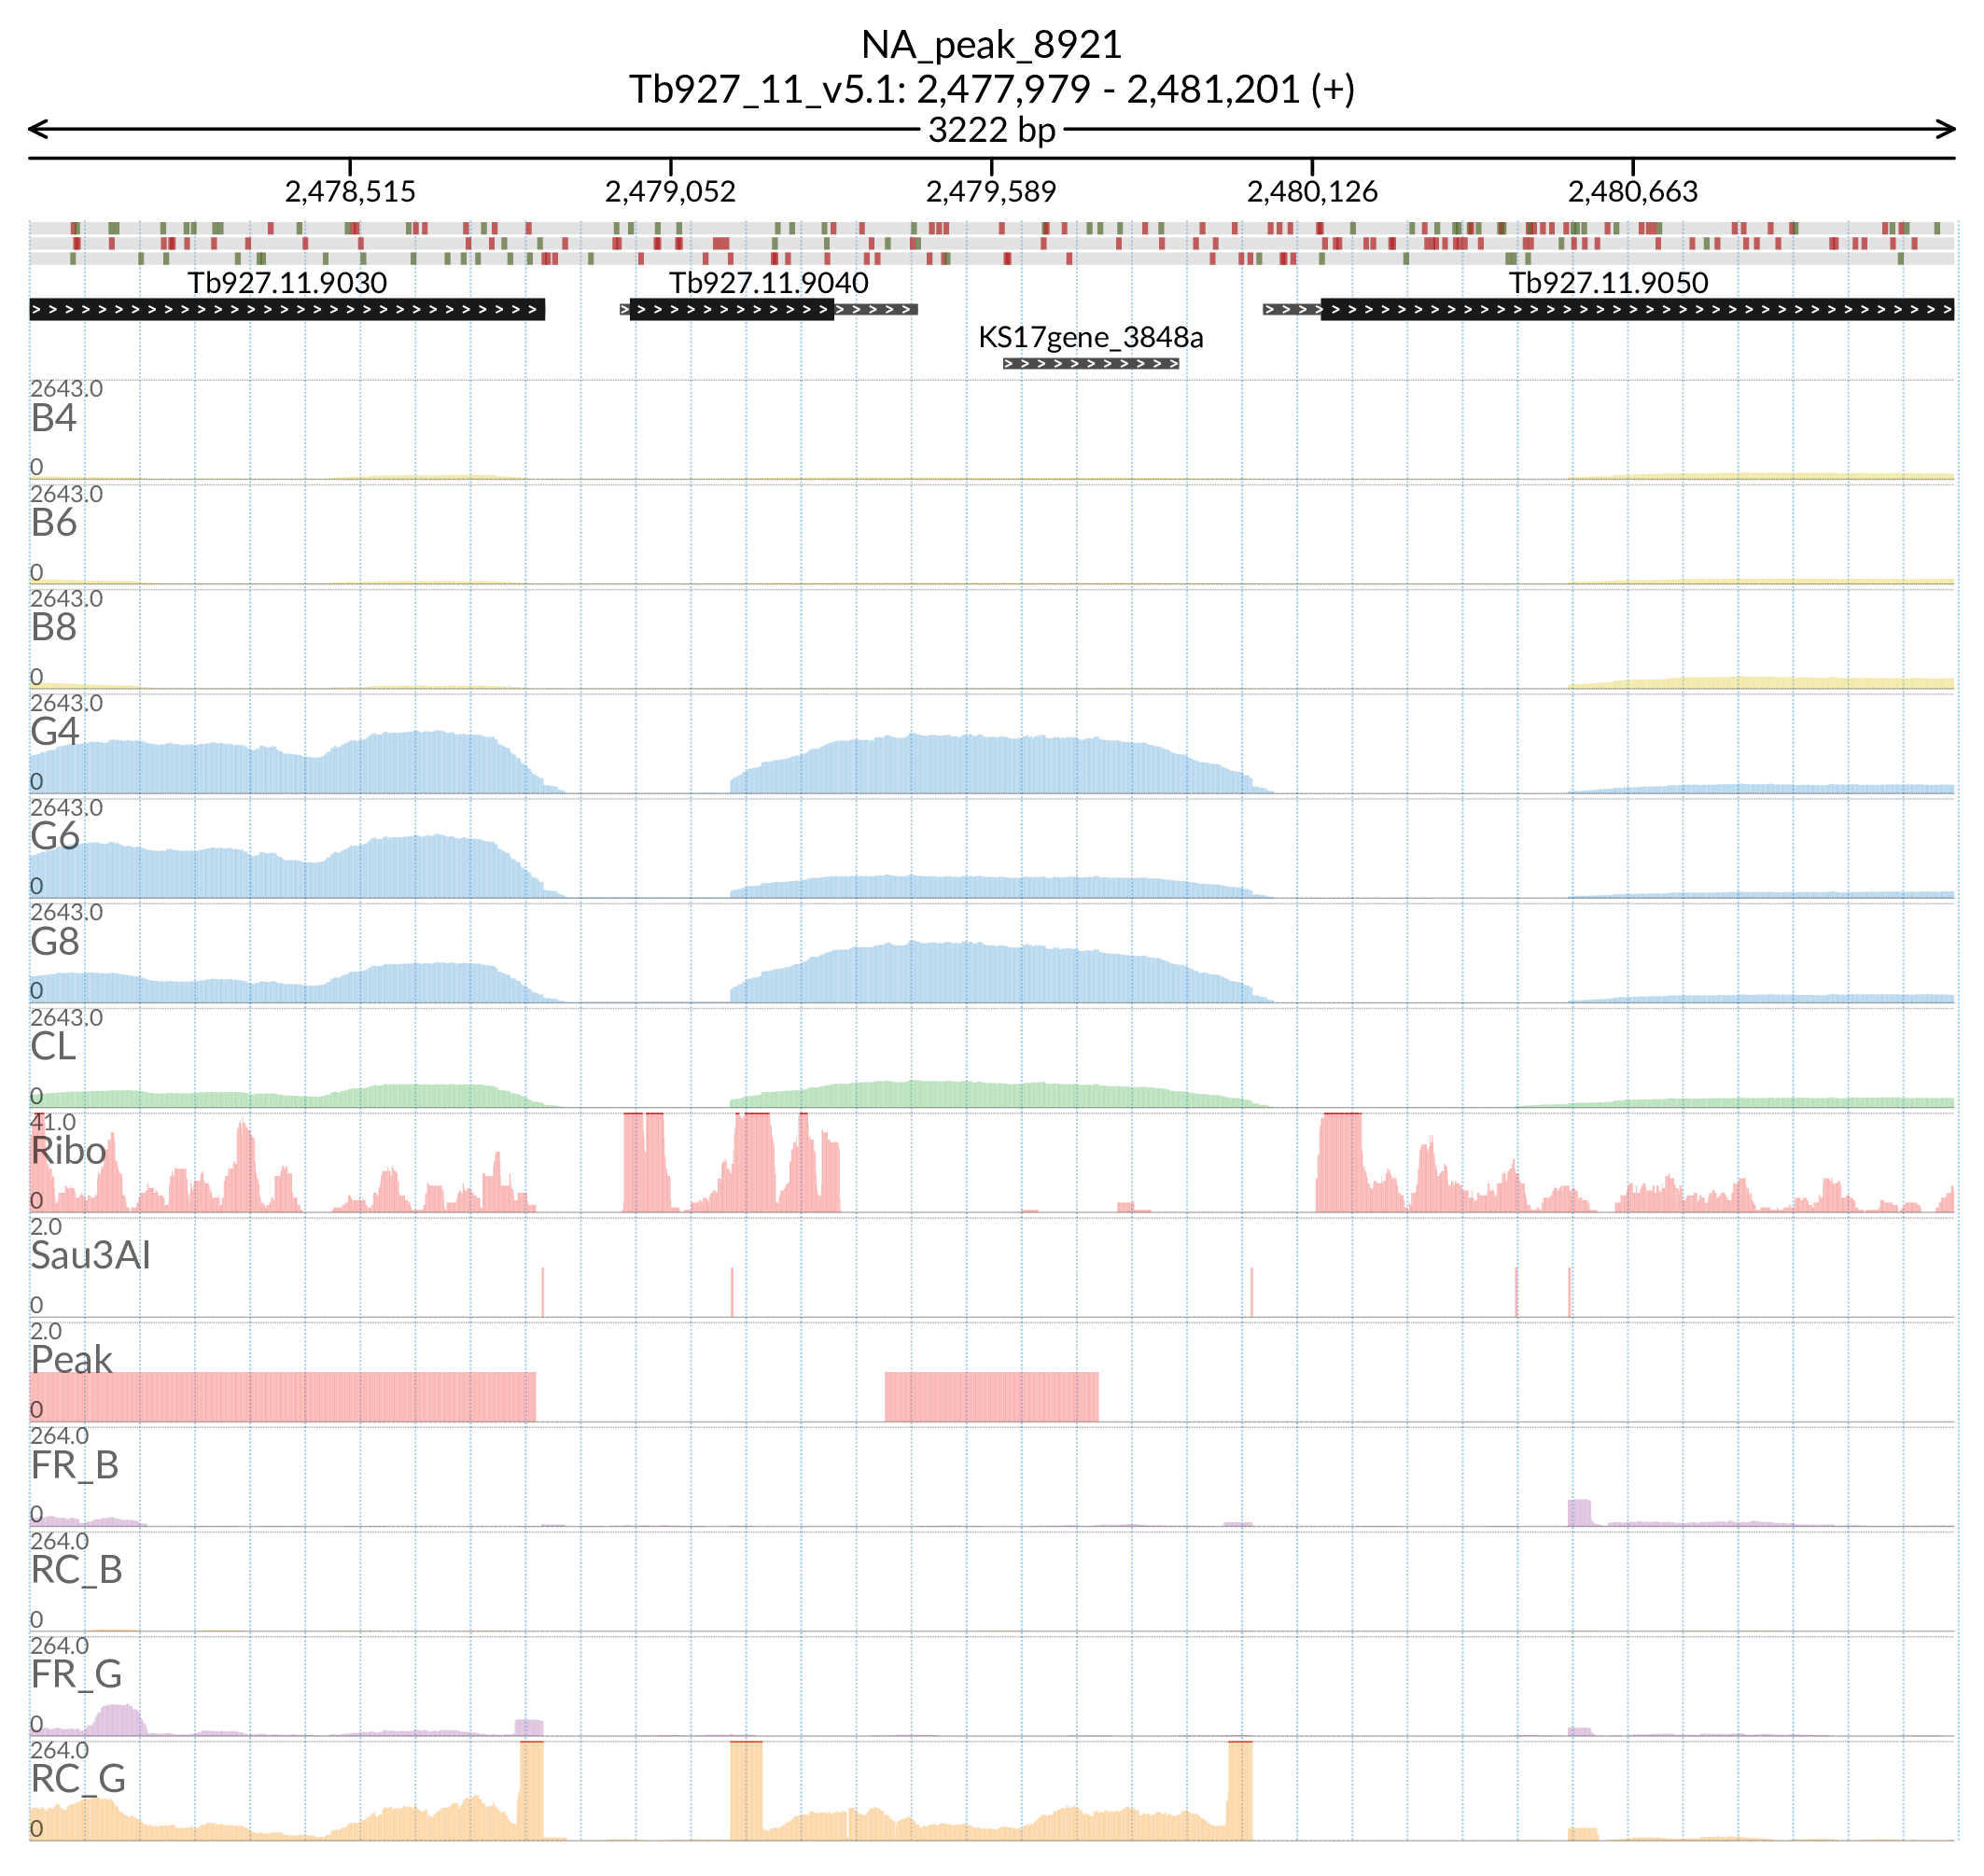 NA_peak_8921
Tb927_11_v5.1: 2,477,979 - 2,481,201 (+)
3222 bp
2,478,515 2,479,052 2,479,589 2,480,126 2,480,663
Tb927.11.9030 Tb927.11.9040 Tb927.11.9050
KS17gene_3848a
2643.0
B4
0
2643.0
B6
0
2643.0
B8
0
2643.0
G4
0
2643.0
G6
0
2643.0
G8
0
2643.0
CL
0
41.0
Ribo
0
2.0
Sau3AI
0
2.0
Peak
0
264.0
FR_B
0
264.0
RC_B
0
264.0
FR_G
0
264.0
RC_G
0